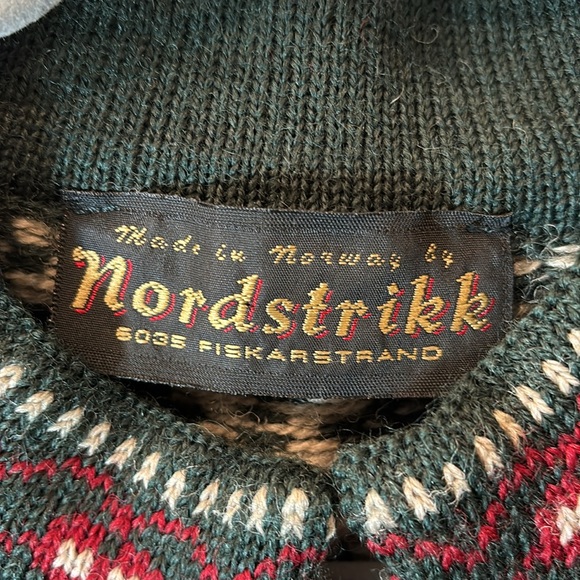 Made in Norway by
Nordstrikk
6035 FISKARSTRAND